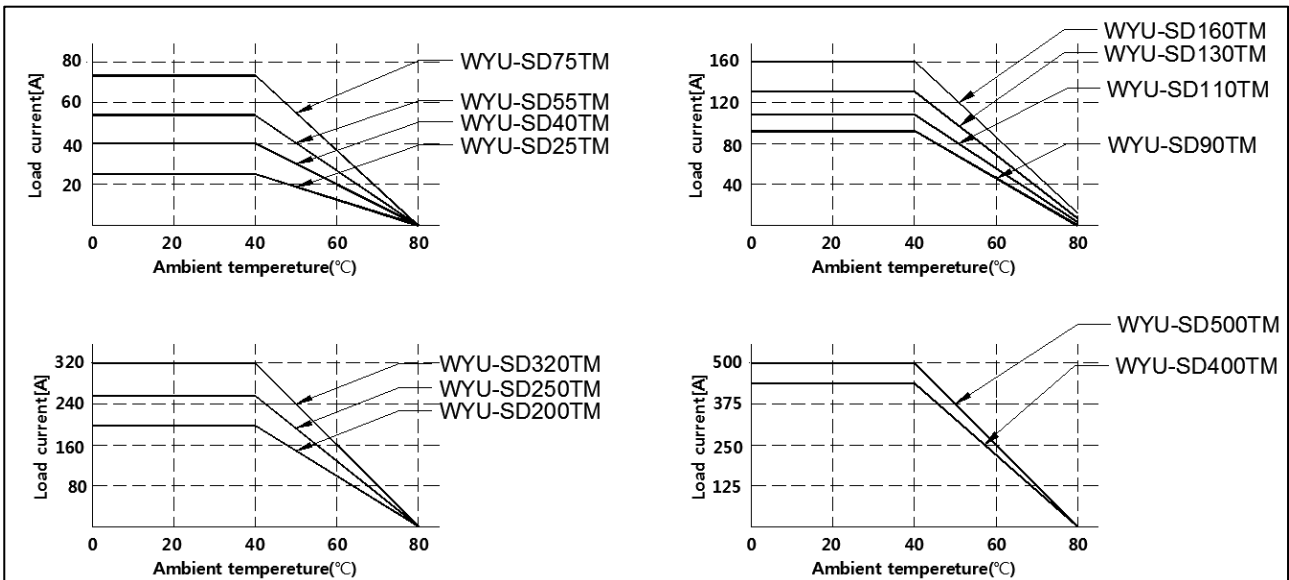 Load current[A]
80
60
40
20
0 20 40 60 80
Ambient tempereture(℃)
WYU-SD75TM
WYU-SD55TM
WYU-SD40TM
WYU-SD25TM
Load current[A]
160
120
80
40
0 20 40 60 80
Ambient tempereture(℃)
WYU-SD160TM
WYU-SD130TM
WYU-SD110TM
WYU-SD90TM
Load current[A]
320
240
160
80
0 20 40 60 80
Ambient tempereture(℃)
WYU-SD320TM
WYU-SD250TM
WYU-SD200TM
Load current[A]
500
375
250
125
0 20 40 60 80
Ambient tempereture(℃)
WYU-SD500TM
WYU-SD400TM